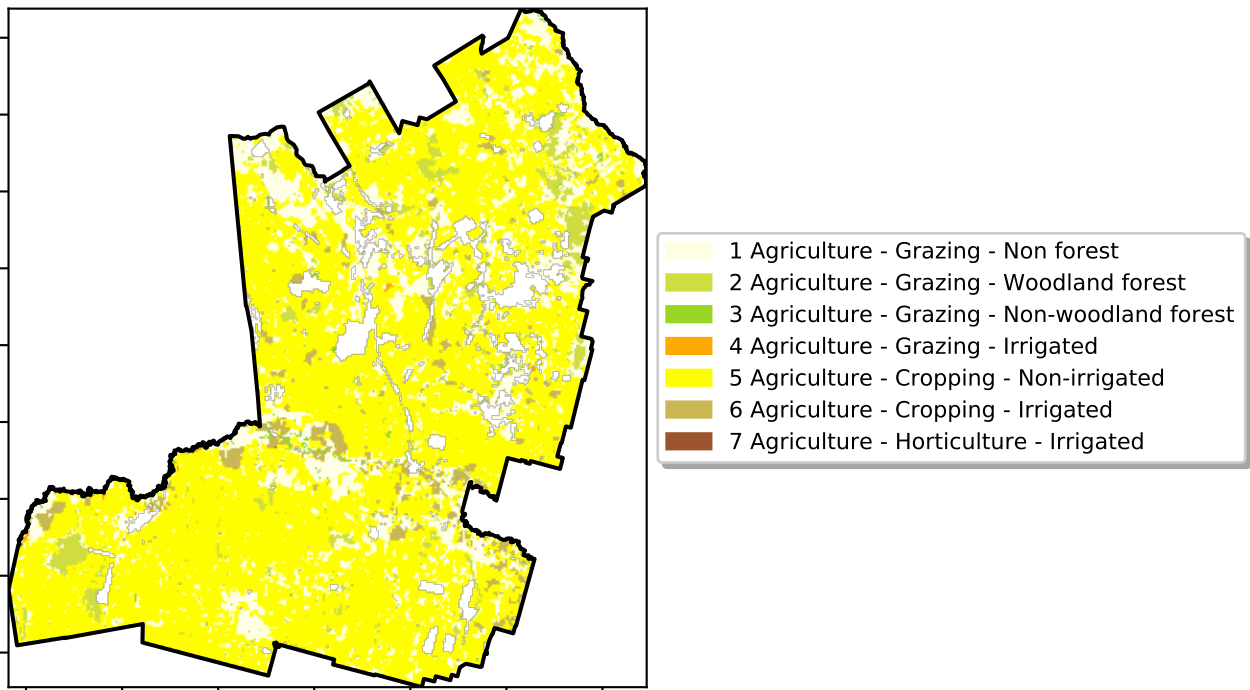 1 Agriculture - Grazing - Non forest
2 Agriculture - Grazing - Woodland forest
3 Agriculture - Grazing - Non-woodland forest
4 Agriculture - Grazing - Irrigated
5 Agriculture - Cropping - Non-irrigated
6 Agriculture - Cropping - Irrigated
7 Agriculture - Horticulture - Irrigated